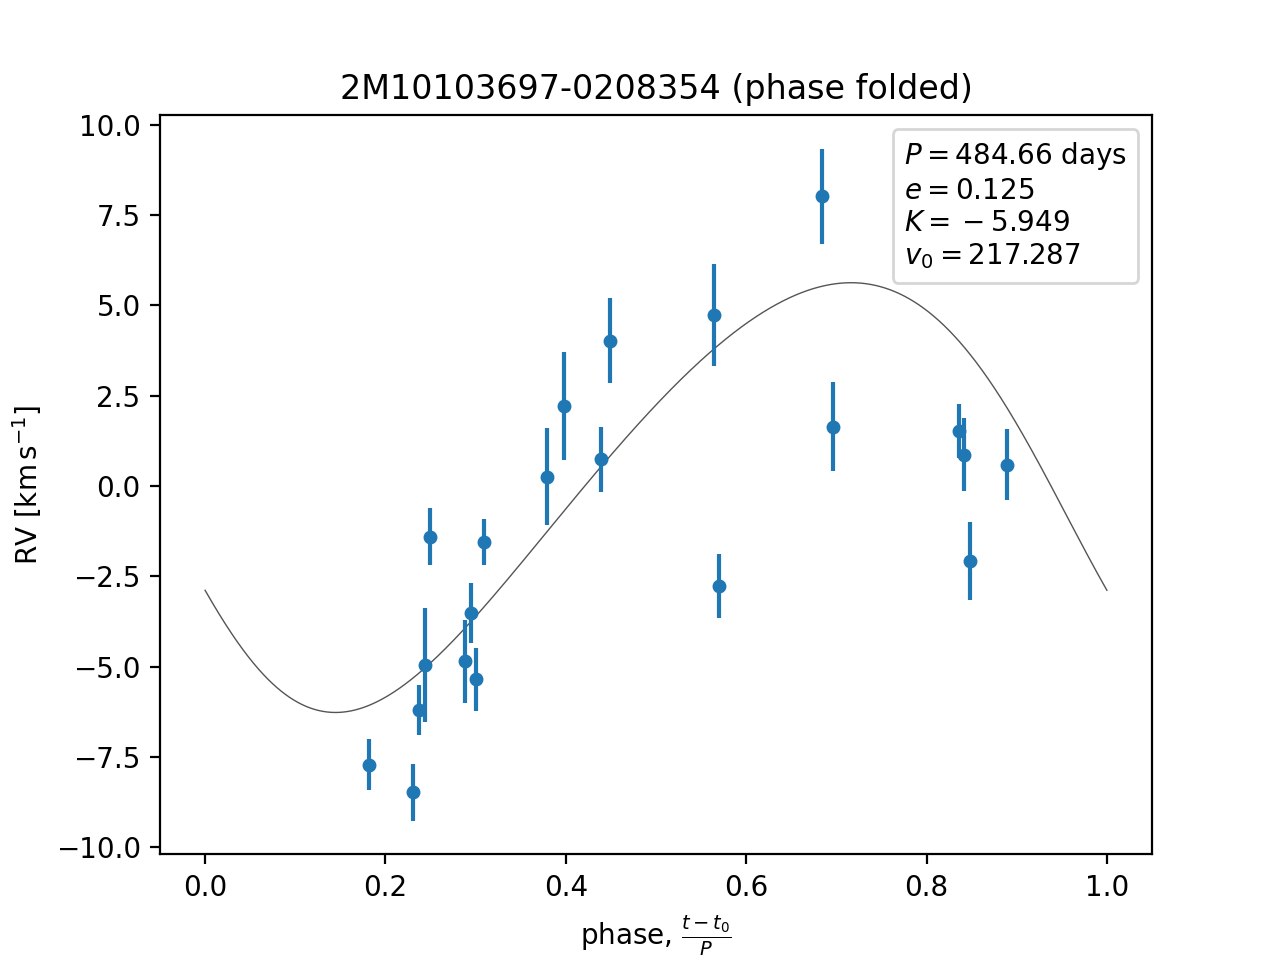 2M10103697-0208354 (phase folded)
P = 484.66 days
e = 0.125
K = −5.949
v₀ = 217.287
RV [km s⁻¹]
10.0
7.5
5.0
2.5
0.0
−2.5
−5.0
−7.5
−10.0
0.0 0.2 0.4 0.6 0.8 1.0
phase, (t − t₀)/P